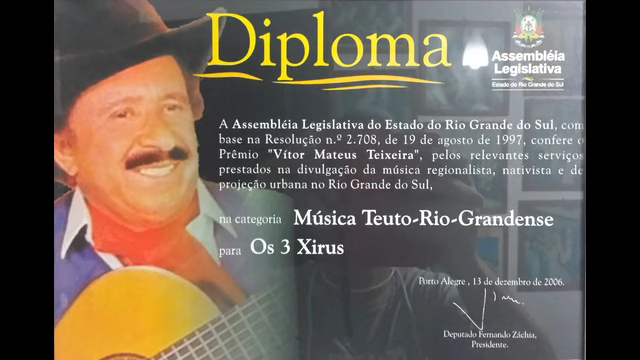 Diploma
Assembléia
Legislativa
Estado do Rio Grande do Sul
A Assembléia Legislativa do Estado do Rio Grande do Sul, com
base na Resolução n.º 2.708, de 19 de agosto de 1997, confere o
Prêmio "Vítor Mateus Teixeira", pelos relevantes serviços
prestados na divulgação da música regionalista, nativista e de
projeção urbana no Rio Grande do Sul,
na categoria Música Teuto-Rio-Grandense
para Os 3 Xirus
Porto Alegre , 13 de dezembro de 2006.
Deputado Fernando Záchia,
Presidente.